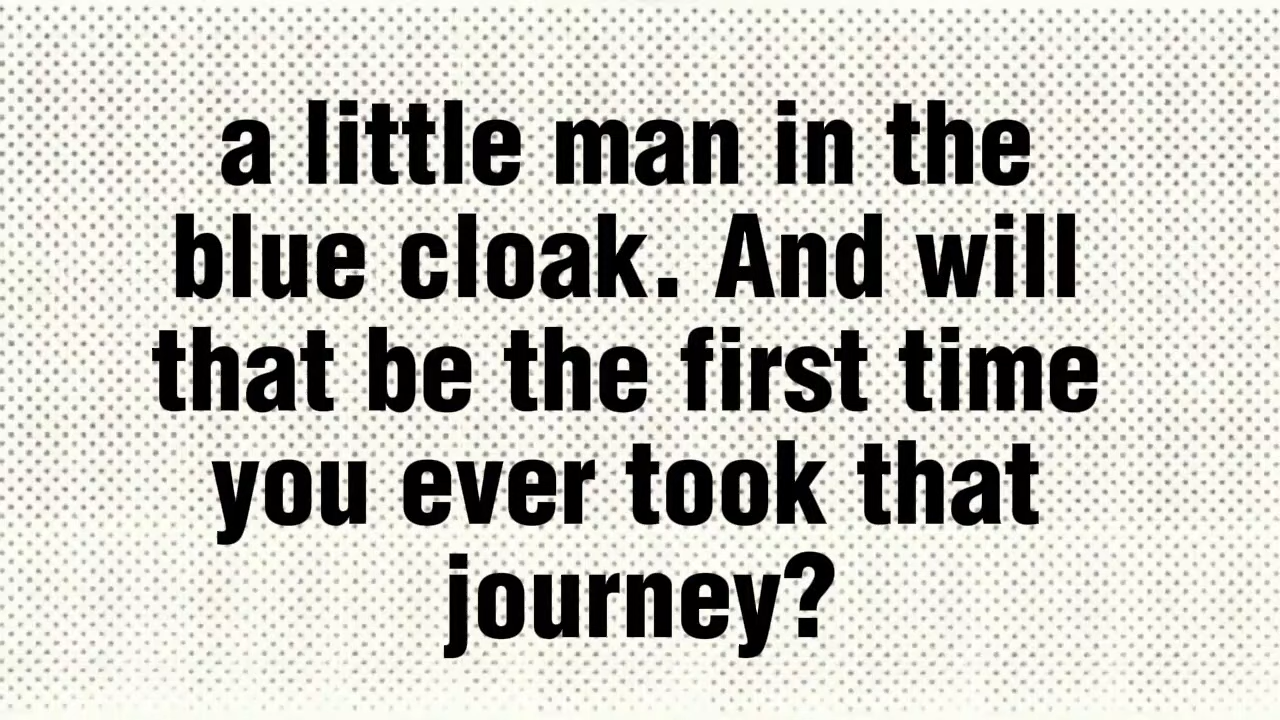 a little man in the
blue cloak. And will
that be the first time
you ever took that
journey?